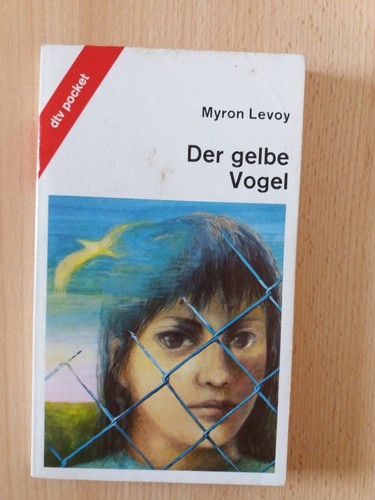 dtv pocket
Myron Levoy
Der gelbe
Vogel